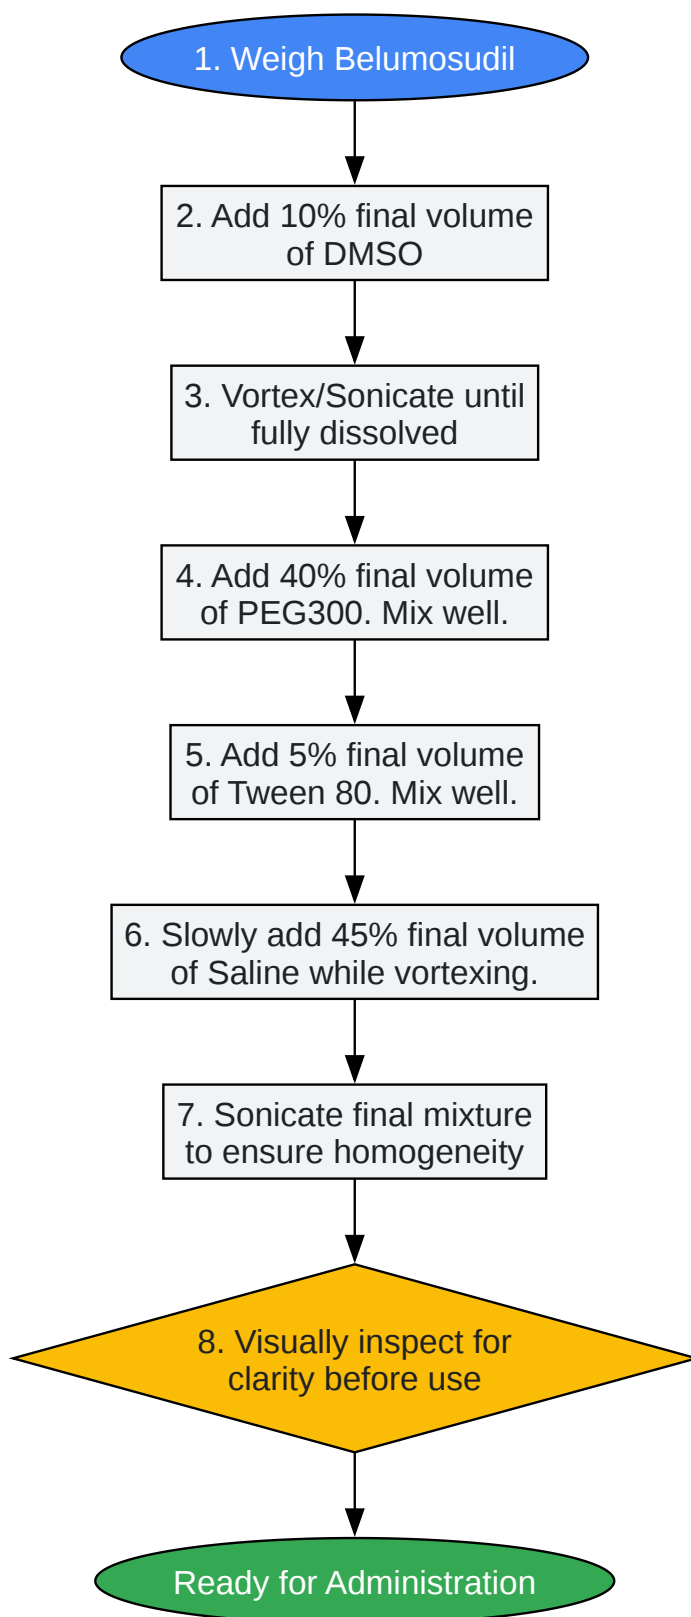 1. Weigh Belumosudil
2. Add 10% final volume
of DMSO
3. Vortex/Sonicate until
fully dissolved
4. Add 40% final volume
of PEG300. Mix well.
5. Add 5% final volume
of Tween 80. Mix well.
6. Slowly add 45% final volume
of Saline while vortexing.
7. Sonicate final mixture
to ensure homogeneity
8. Visually inspect for
clarity before use
Ready for Administration